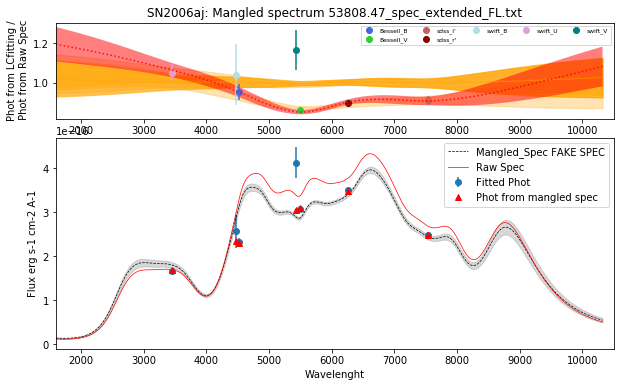 SN2006aj: Mangled spectrum 53808.47_spec_extended_FL.txt
Phot from LCfitting /
Phot from Raw Spec
1.2
1.0
Bessell_B
Bessell_V
sdss_i'
sdss_r'
swift_B
swift_U
swift_V
2000 3000 4000 5000 6000 7000 8000 9000 10000
Flux erg s-1 cm-2 A-1
4
3
2
1
0
Mangled_Spec FAKE SPEC
Raw Spec
Fitted Phot
Phot from mangled spec
2000 3000 4000 5000 6000 7000 8000 9000 10000
Wavelenght